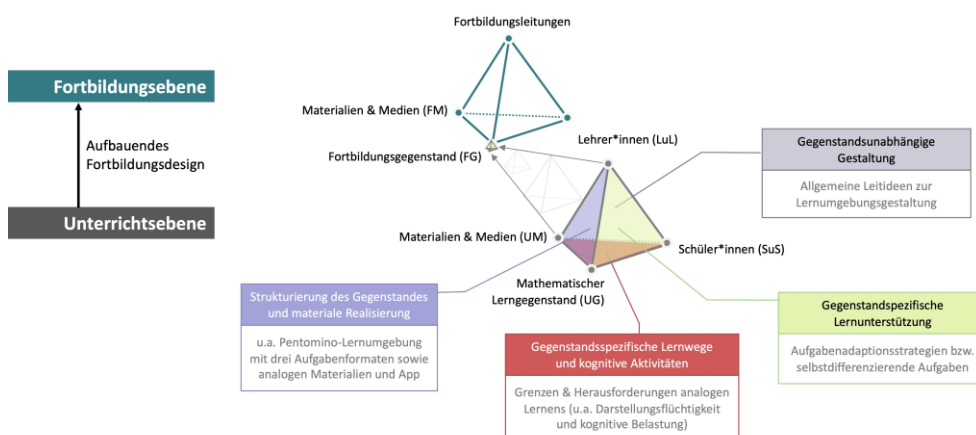 Fortbildungsleitungen
Fortbildungsebene
Materialien & Medien (FM)
Aufbauendes
Fortbildungsdesign
Fortbildungsgegenstand (FG)
Lehrer*innen (LuL)
Gegenstandsunabhängige
Gestaltung
Allgemeine Leitideen zur
Lernumgebungsgestaltung
Unterrichtsebene
Materialien & Medien (UM)
Schüler*innen (SuS)
Mathematischer
Lerngegenstand (UG)
Strukturierung des Gegenstandes
und materiale Realisierung
u.a. Pentomino-Lernumgebung
mit drei Aufgabenformaten sowie
analogen Materialien und App
Gegenstandsspezifische Lernwege
und kognitive Aktivitäten
Grenzen & Herausforderungen analogen
Lernens (u.a. Darstellungsflüchtigkeit
und kognitive Belastung)
Gegenstandspezifische
Lernunterstützung
Aufgabenadaptionsstrategien bzw.
selbstdifferenzierende Aufgaben